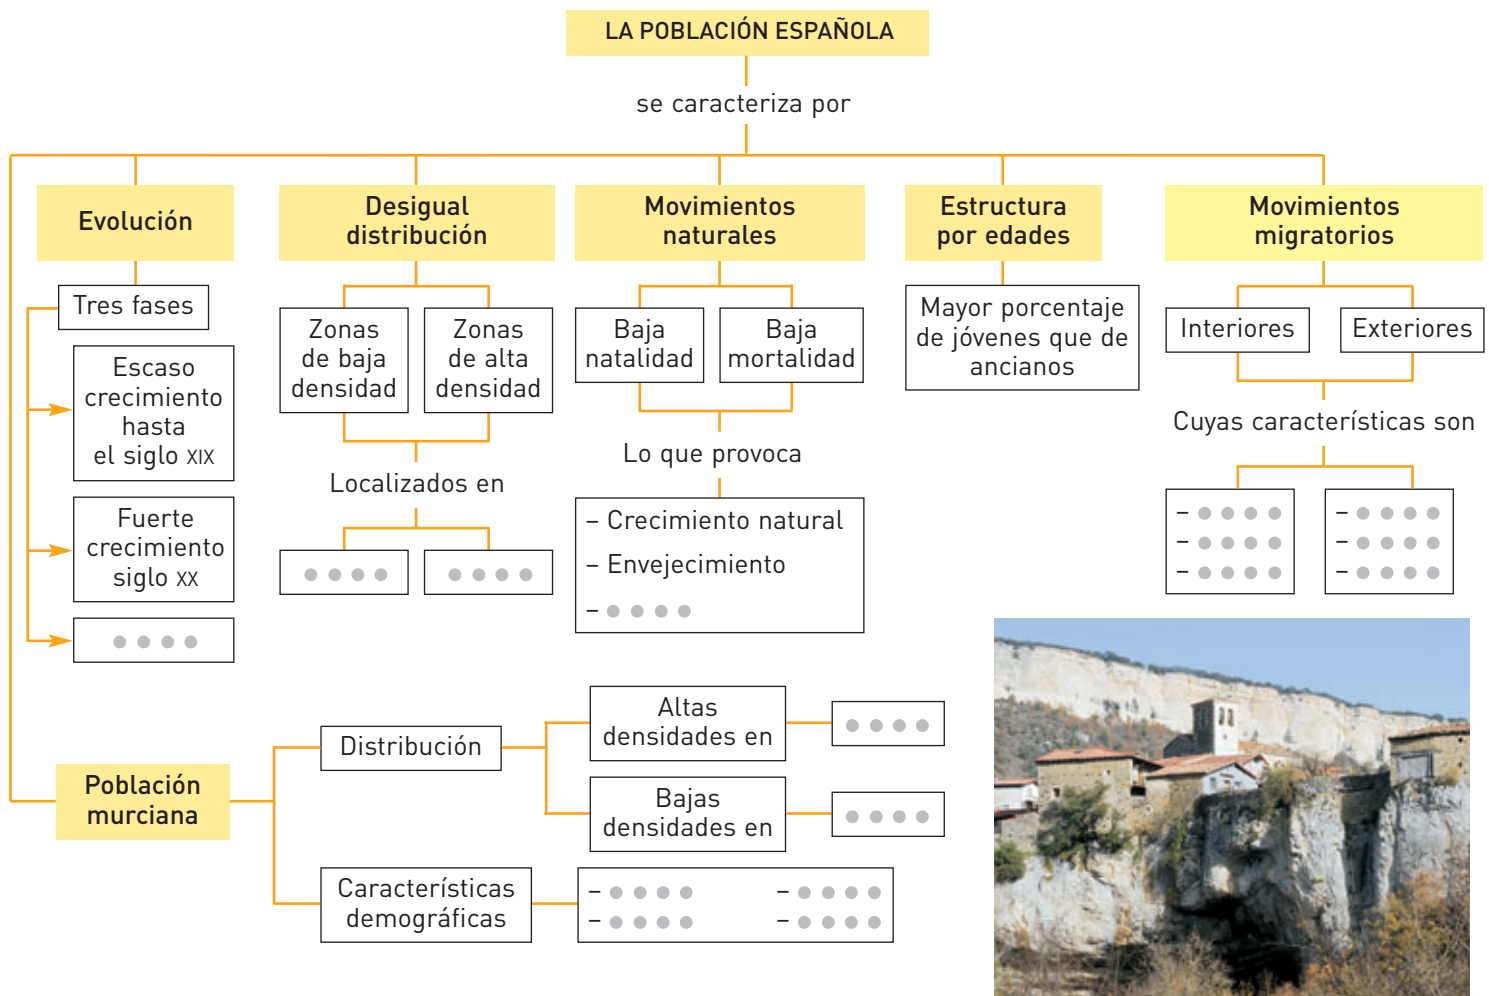 LA POBLACIÓN ESPAÑOLA
se caracteriza por
Evolución
Tres fases
Escaso
crecimiento
hasta
el siglo XIX
Fuerte
crecimiento
siglo XX
Desigual
distribución
Zonas
de baja
densidad
Zonas
de alta
densidad
Localizados en
Movimientos
naturales
Baja
natalidad
Baja
mortalidad
Lo que provoca
– Crecimiento natural
– Envejecimiento
–
Estructura
por edades
Mayor porcentaje
de jóvenes que de
ancianos
Movimientos
migratorios
Interiores
Exteriores
Cuyas características son
–
–
–
–
–
–
Población
murciana
Distribución
Altas
densidades en
Bajas
densidades en
Características
demográficas
–
–
–
–